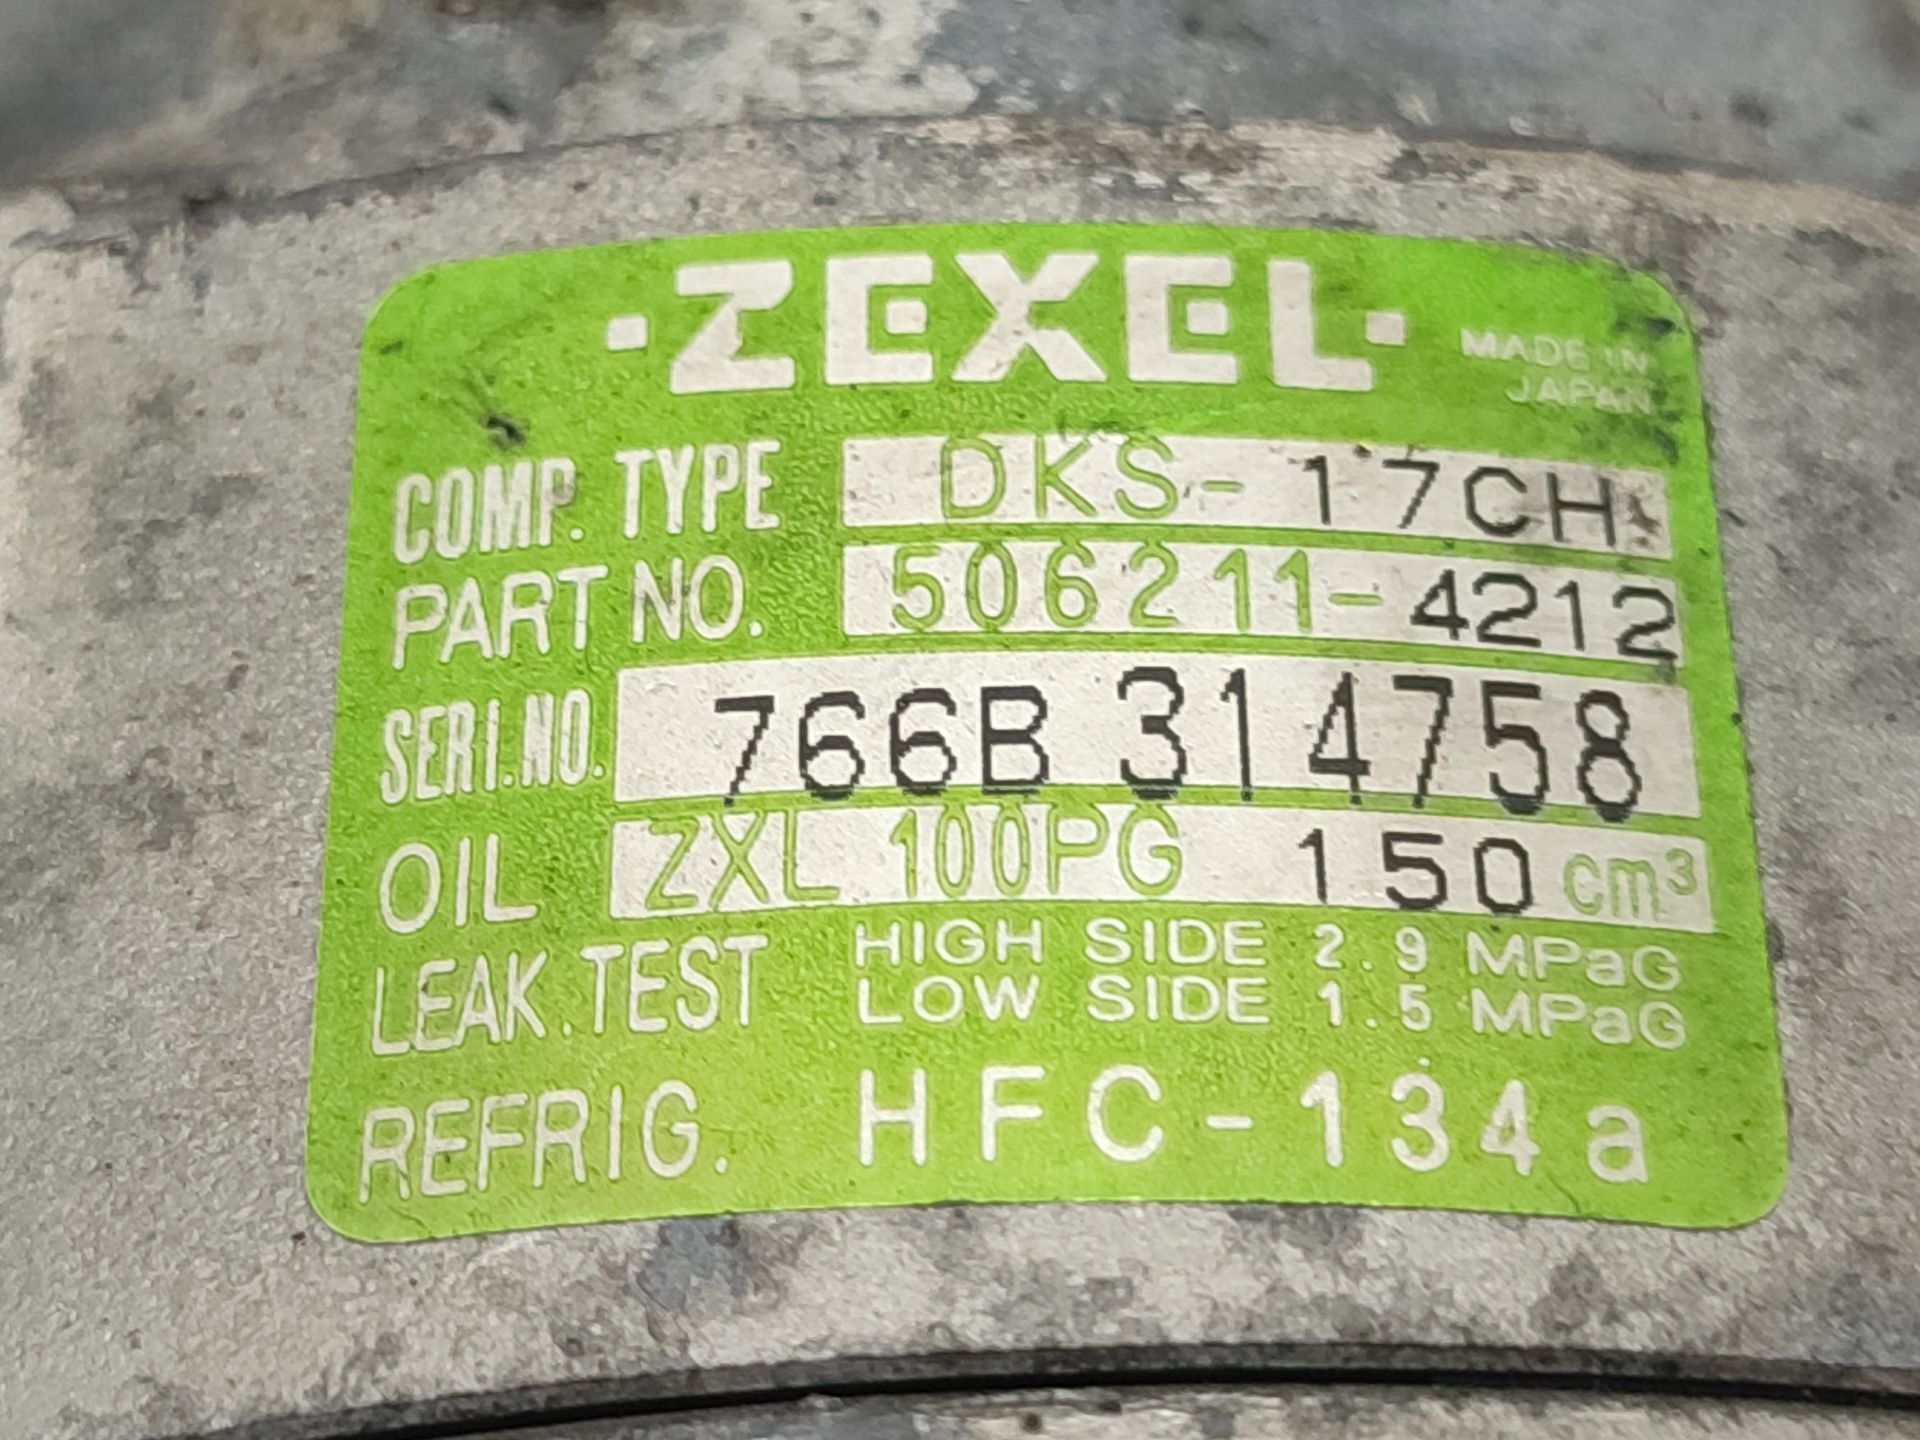 ·ZEXEL·
MADE IN
JAPAN
COMP. TYPE DKS-17CH
PART NO. 506211-4212
SERI.NO. 766B 314758
OIL ZXL 100PG 150 cm³
LEAK.TEST HIGH SIDE 2.9 MPaG
LOW SIDE 1.5 MPaG
REFRIG. HFC-134a